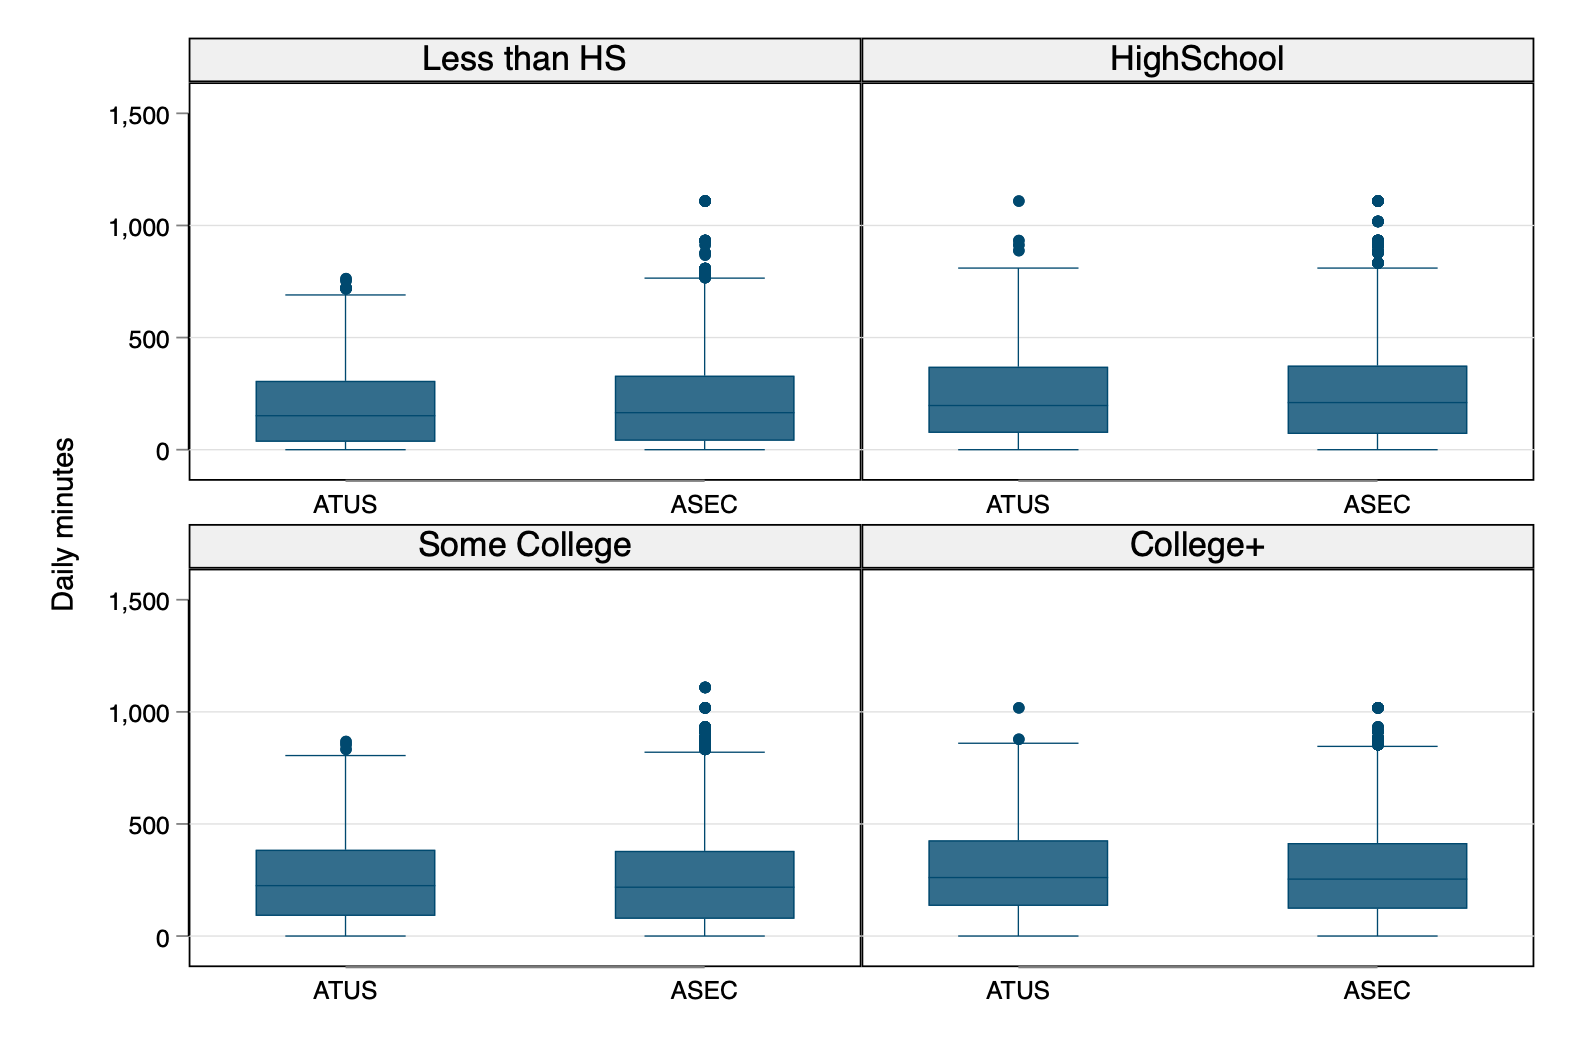 Less than HS
HighSchool
1,500
1,000
500
0
ATUS
ASEC
ATUS
ASEC
Daily minutes
Some College
College+
1,500
1,000
500
0
ATUS
ASEC
ATUS
ASEC